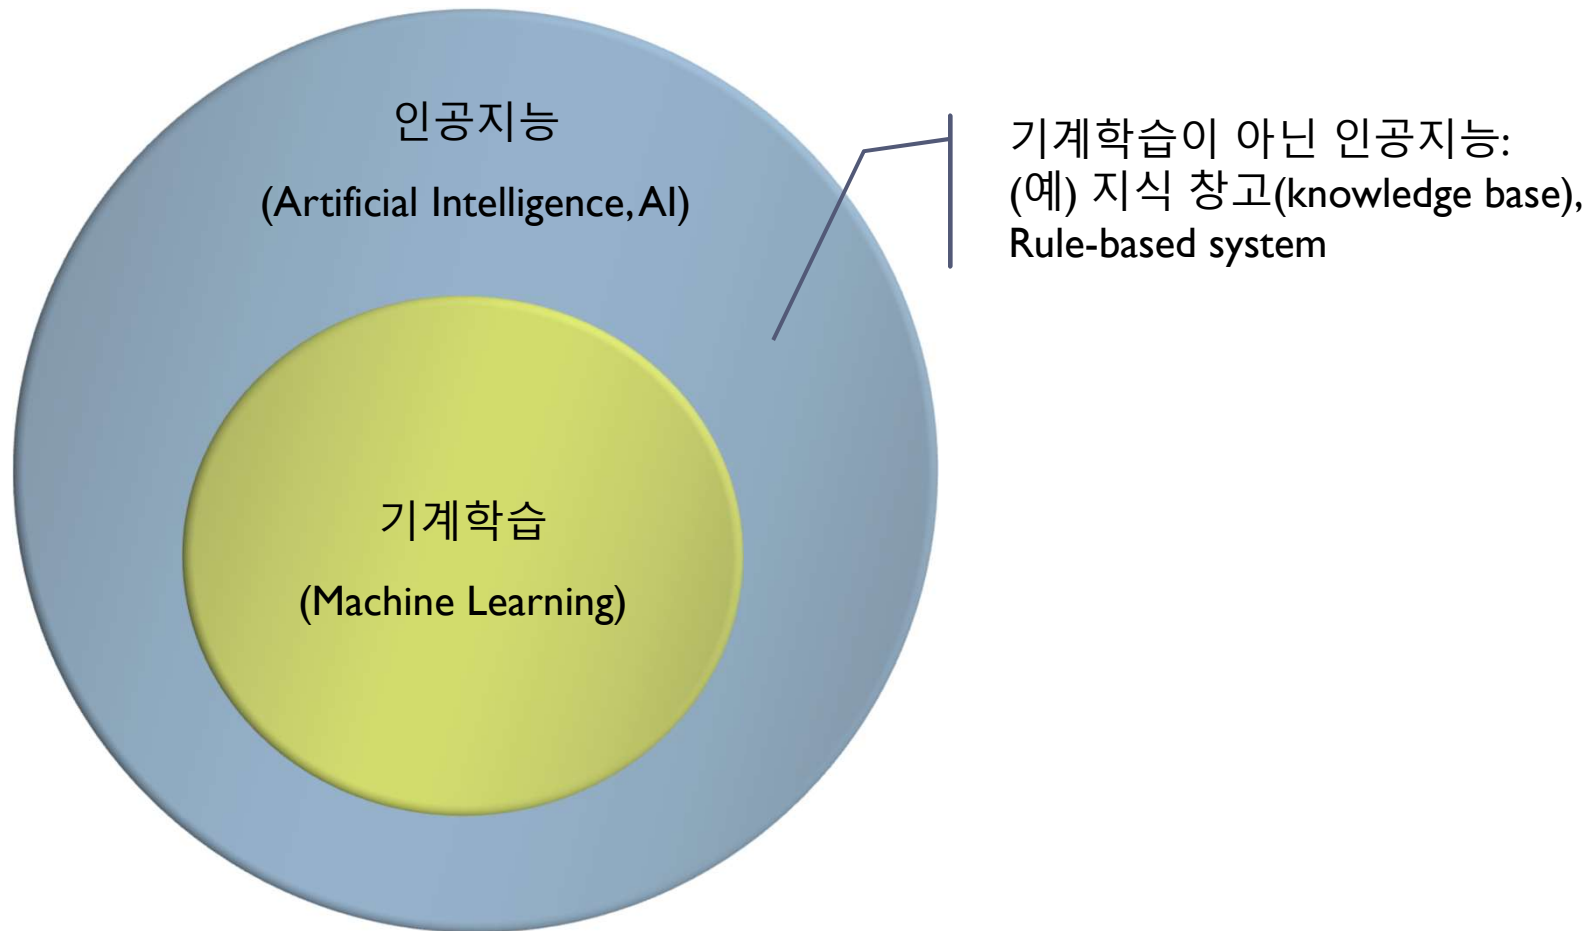 인공지능
(Artificial Intelligence, AI)
기계학습이 아닌 인공지능:
(예) 지식 창고(knowledge base),
Rule-based system
기계학습
(Machine Learning)